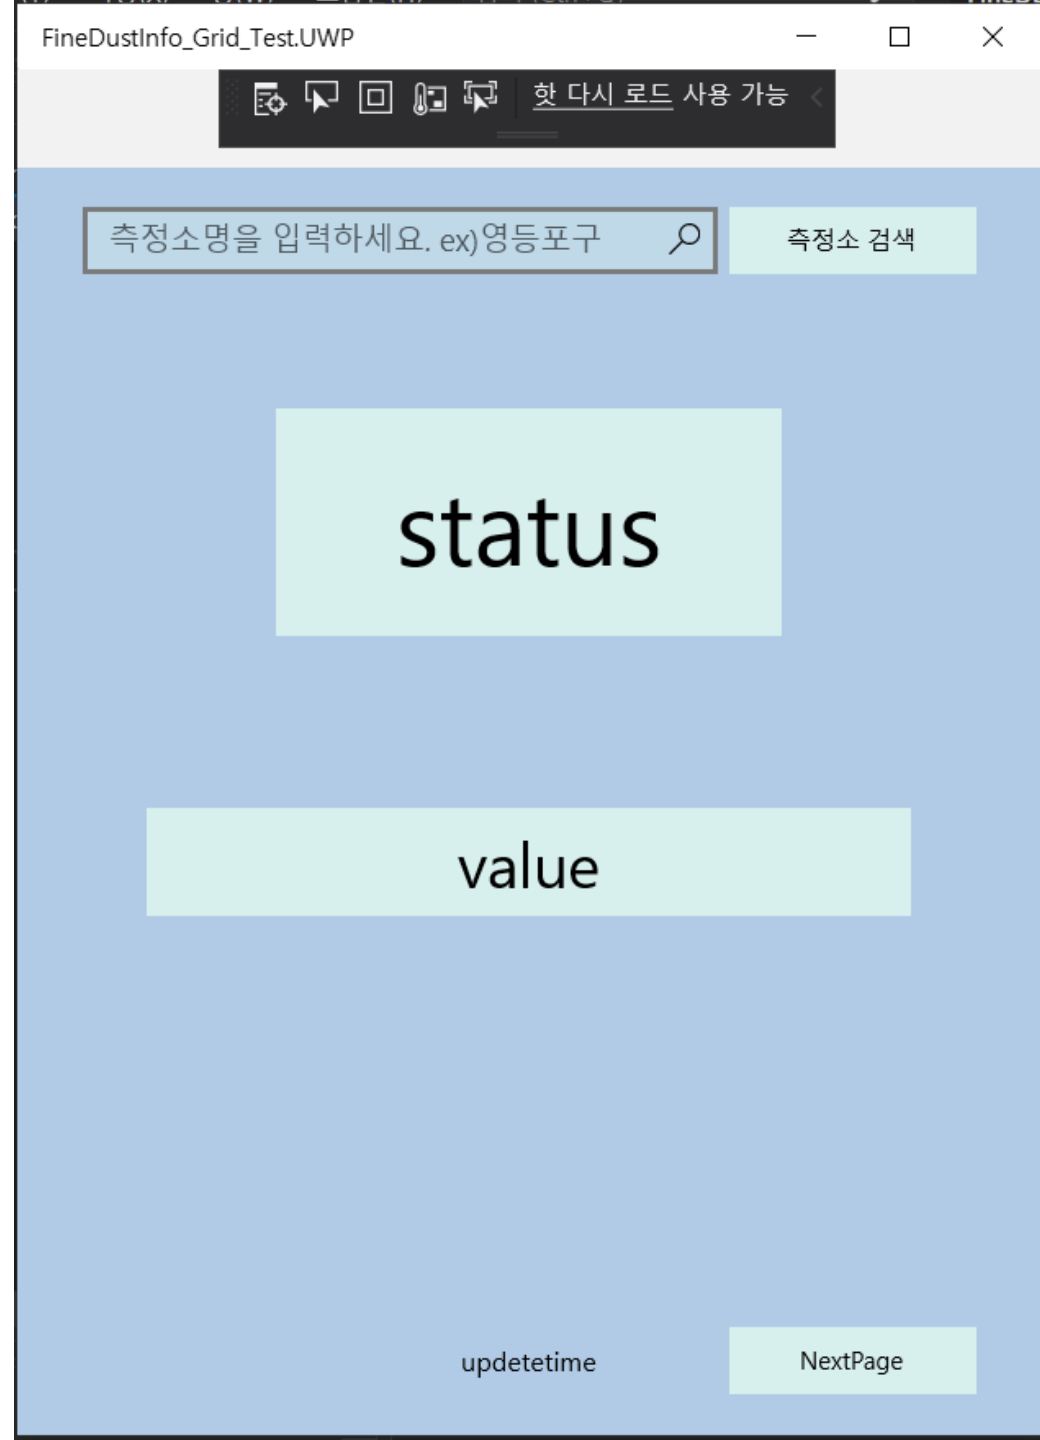 FineDustInfo_Grid_Test.UWP
핫 다시 로드 사용 가능
측정소명을 입력하세요. ex)영등포구
측정소 검색
status
value
updetetime
NextPage